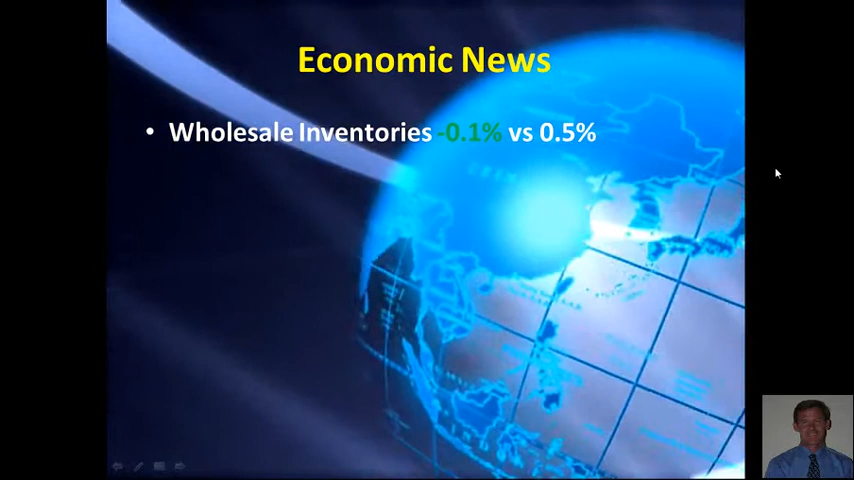 Economic News
• Wholesale Inventories -0.1% vs 0.5%